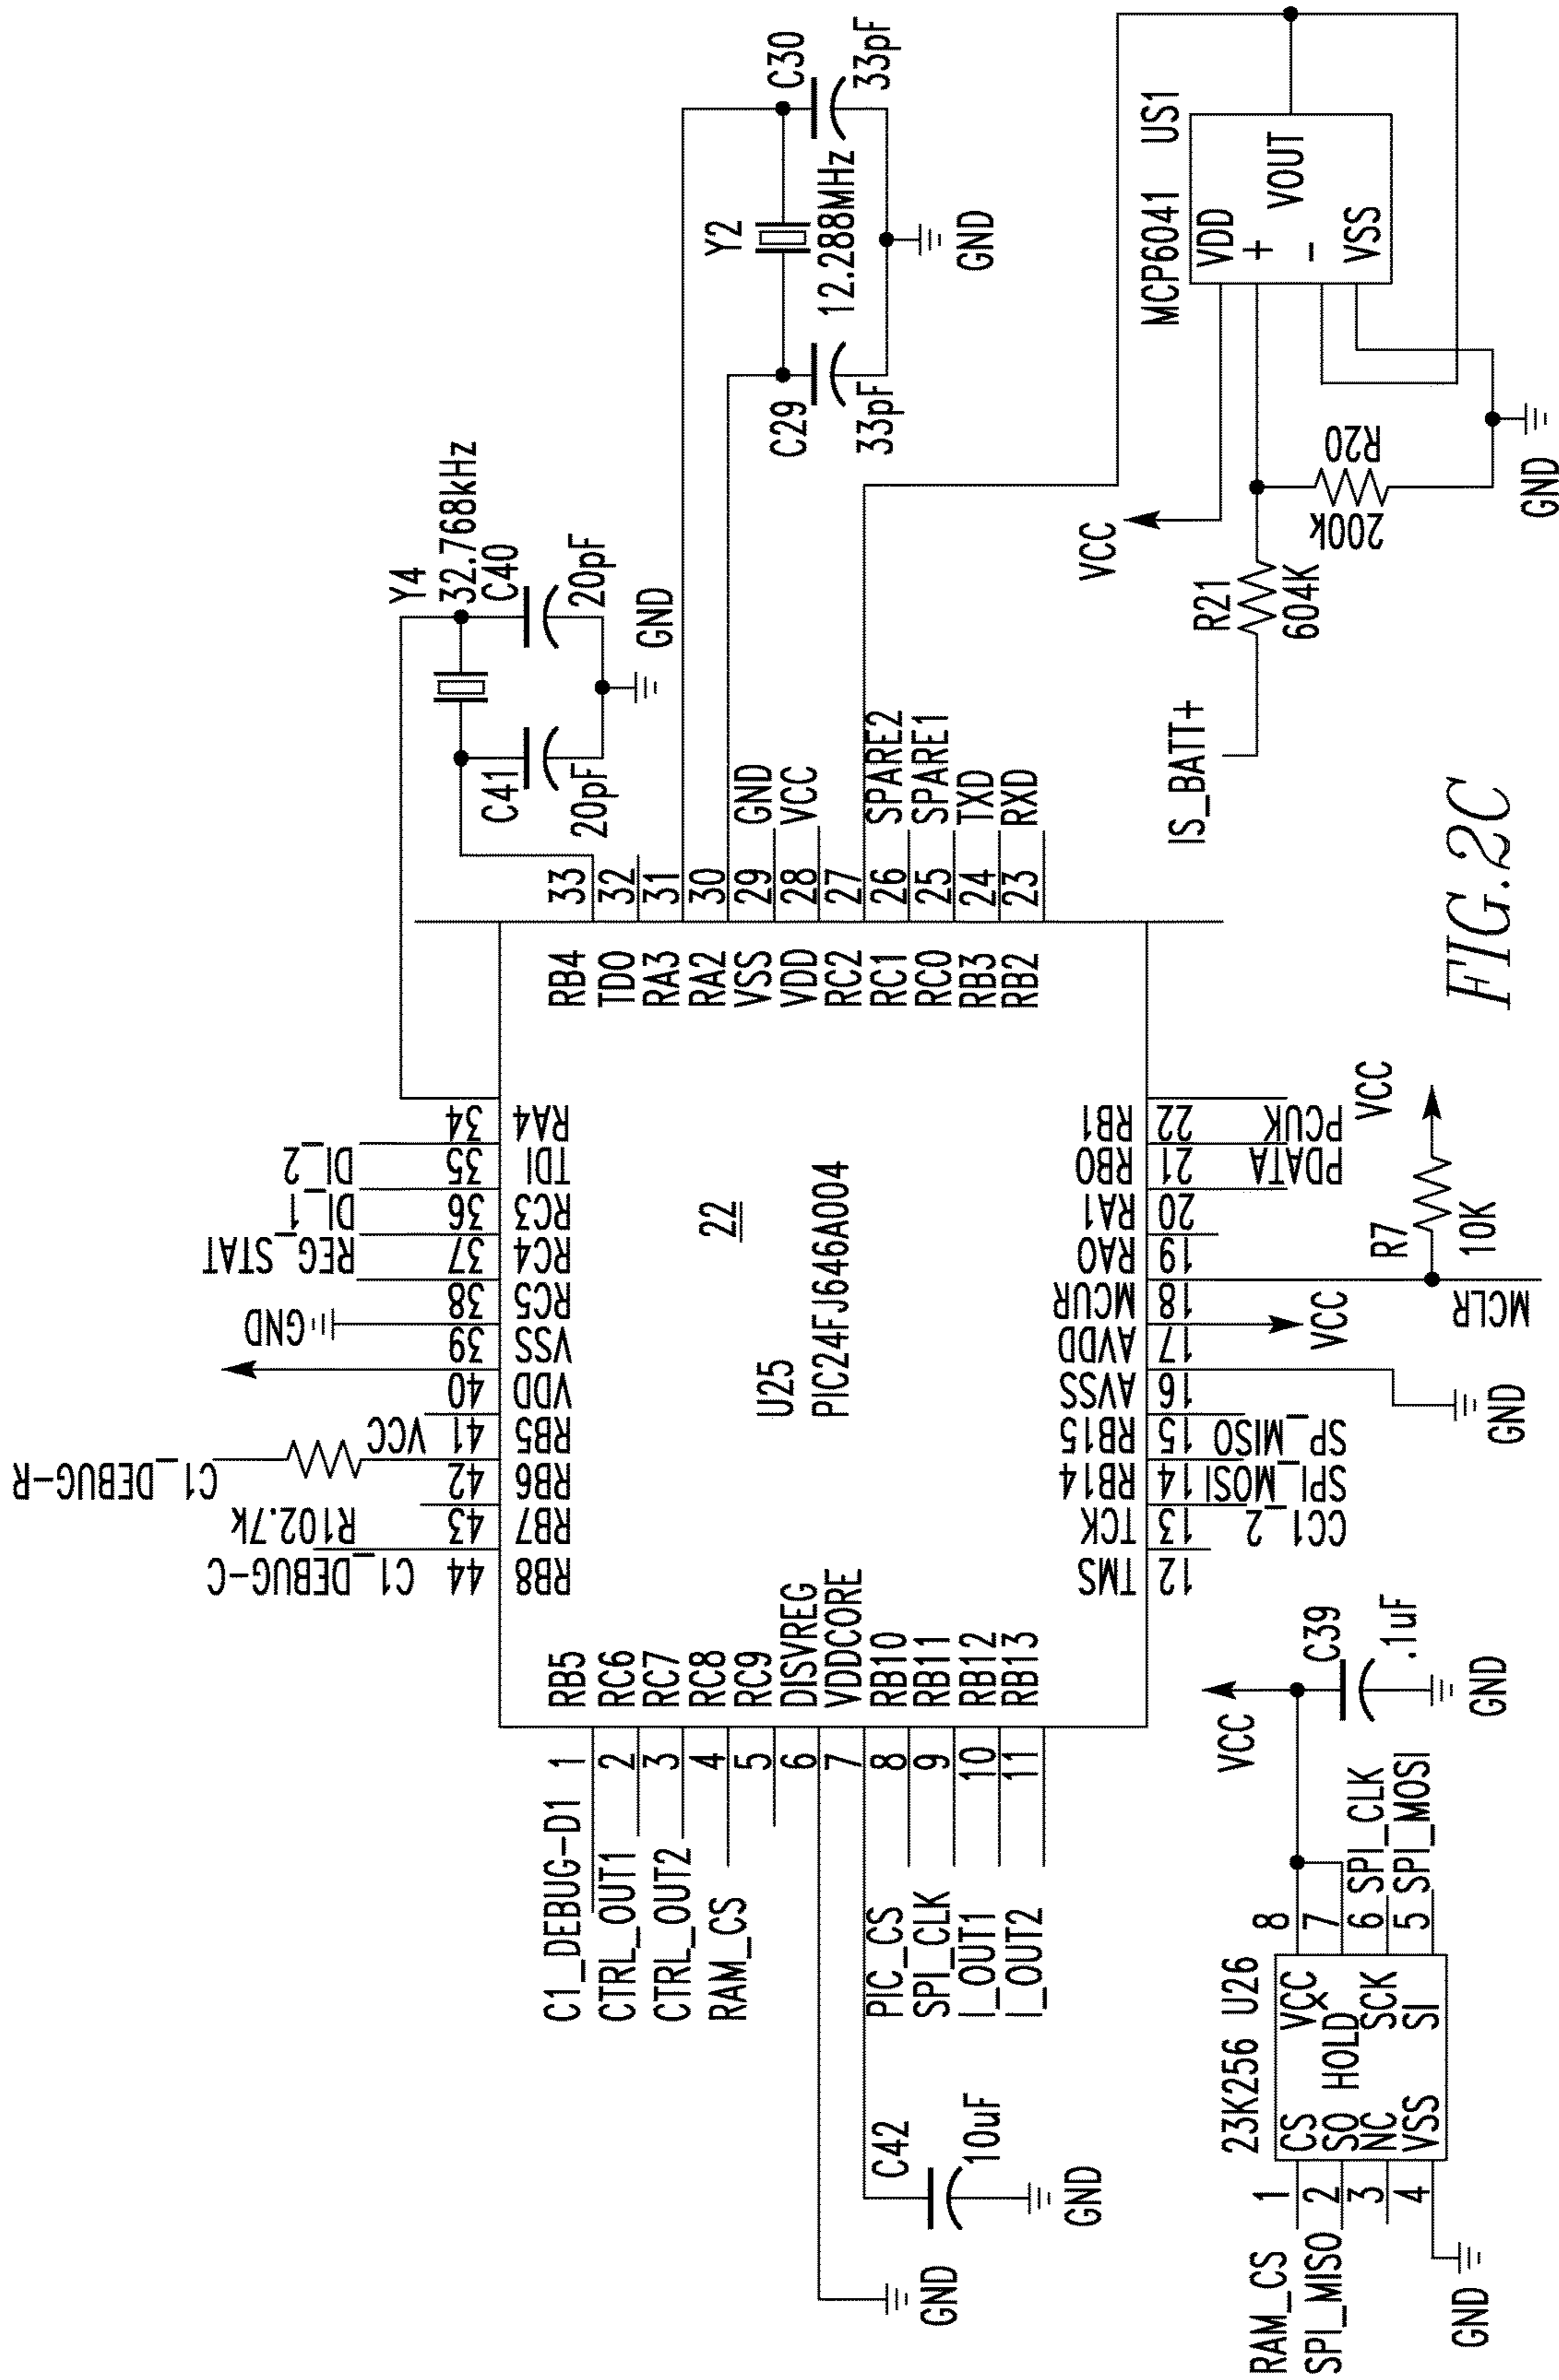 C1_DEBUG-D1
CTRL_OUT1
CTRL_OUT2
RAM_CS
PIC_CS
SPI_CLK
I_OUT1
I_OUT2
1 RB5
2 RC6
3 RC7
4 RC8
5 RC9
6 DISVREG
7 VDDCORE
8 RB10
9 RB11
10 RB12
11 RB13
C42
10uF
GND
GND
C1_DEBUG-C
R102.7k
C1_DEBUG-R
VCC
GND
REG_STAT
DI_1
DI_2
44 RB8
43 RB7
42 RB6
41 RB5
40 VDD
39 VSS
38 RC5
37 RC4
36 RC3
35 TDI
34 RA4
U25
PIC24FJ646A004
22
RB4 33
TDO 32
RA3 31
RA2 30
VSS 29 GND
VDD 28 VCC
RC2 27
RC1 26 SPARE2
RC0 25 SPARE1
RB3 24 TXD
RB2 23 RXD
TMS 12
TCK 13
RB14 14
RB15 15
AVSS 16
AVDD 17
MCUR 18
RA0 19
RA1 20
RB0 21
RB1 22
CC1_2
SPI_MOSI
SP_MISO
GND
VCC
MCLR
R7
10K
VCC
PDATA
PCUK
Y4
32.768kHz
C41
20pF
C40
20pF
GND
Y2
12.288MHz
C29
33pF
C30
33pF
GND
MCP6041 US1
VDD
+
-
VSS
VOUT
VCC
IS_BATT+
R21
604K
R20
200k
GND
23K256 U26
RAM_CS
SPI_MISO
1 CS
2 SO
3 NC
4 VSS
VCC 8
HOLD 7
SCK 6
SI 5
SPI_CLK
SPI_MOSI
GND
VCC
C39
.1uF
GND
FIG.2C